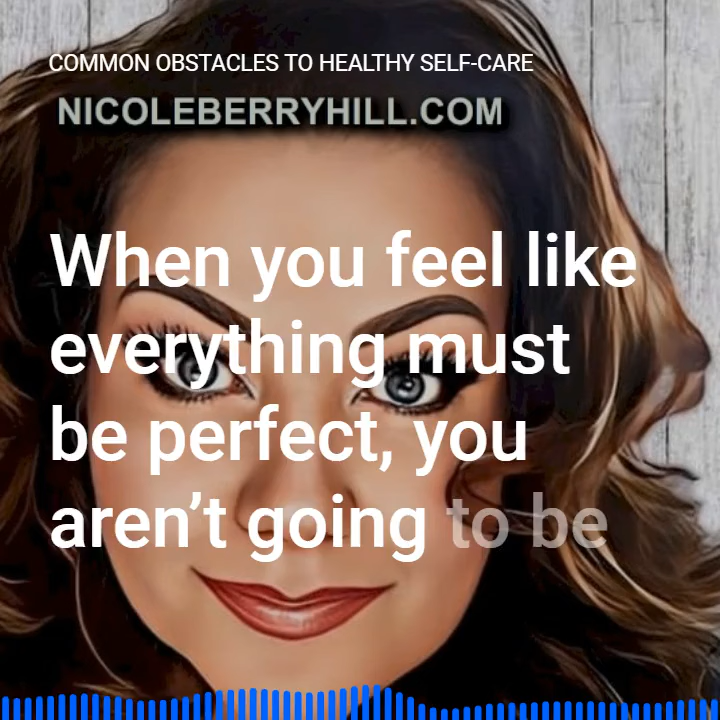 COMMON OBSTACLES TO HEALTHY SELF-CARE
NICOLEBERRYHILL.COM
When you feel like
everything must
be perfect, you
aren’t going to be